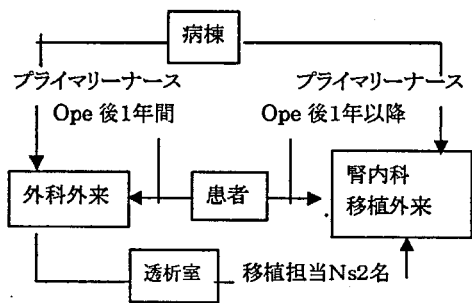 病棟
プライマリーナース
プライマリーナース
Ope 後1年間
Ope 後1年以降
外科外来
患者
腎内科
移植外来
透析室
移植担当Ns2名